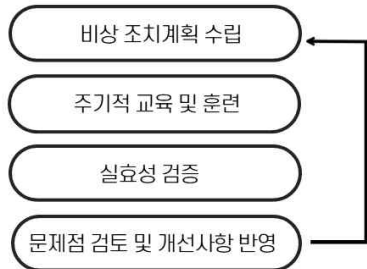 비상 조치계획 수립
주기적 교육 및 훈련
실효성 검증
문제점 검토 및 개선사항 반영